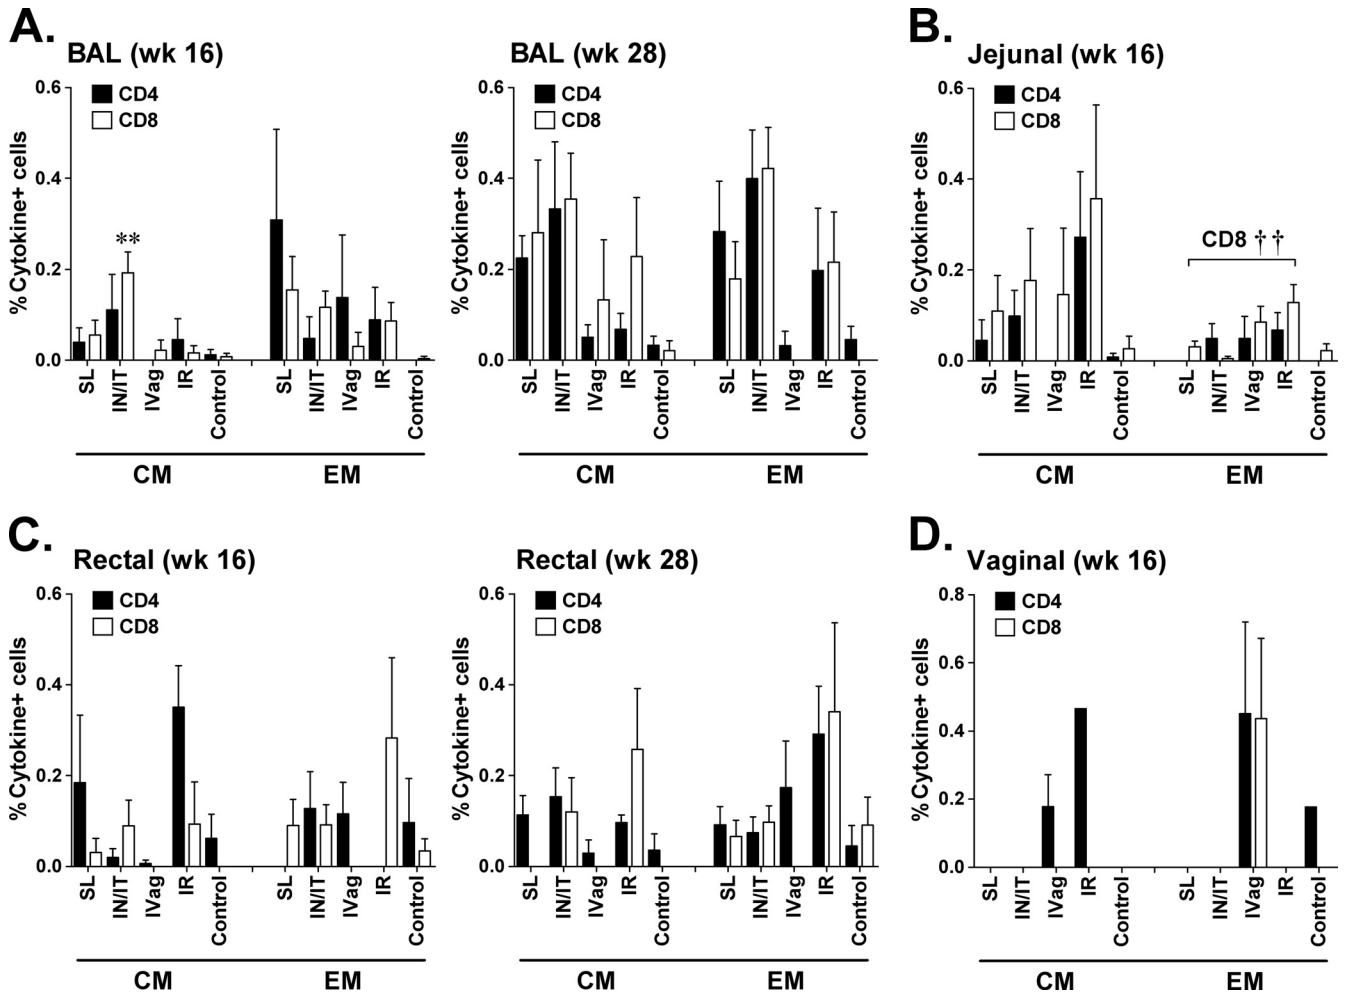 A.
BAL (wk 16)
% Cytokine+ cells
0.6
0.4
0.2
0.0
CD4
CD8
**
SL
IN/IT
IVag
IR
Control
SL
IN/IT
IVag
IR
Control
CM
EM
BAL (wk 28)
% Cytokine+ cells
0.6
0.4
0.2
0.0
CD4
CD8
SL
IN/IT
IVag
IR
Control
SL
IN/IT
IVag
IR
Control
CM
EM
B.
Jejunal (wk 16)
% Cytokine+ cells
0.6
0.4
0.2
0.0
CD4
CD8
CD8 ††
SL
IN/IT
IVag
IR
Control
SL
IN/IT
IVag
IR
Control
CM
EM
C.
Rectal (wk 16)
% Cytokine+ cells
0.6
0.4
0.2
0.0
CD4
CD8
SL
IN/IT
IVag
IR
Control
SL
IN/IT
IVag
IR
Control
CM
EM
Rectal (wk 28)
% Cytokine+ cells
0.6
0.4
0.2
0.0
CD4
CD8
SL
IN/IT
IVag
IR
Control
SL
IN/IT
IVag
IR
Control
CM
EM
D.
Vaginal (wk 16)
% Cytokine+ cells
0.8
0.6
0.4
0.2
0.0
CD4
CD8
SL
IN/IT
IVag
IR
Control
SL
IN/IT
IVag
IR
Control
CM
EM